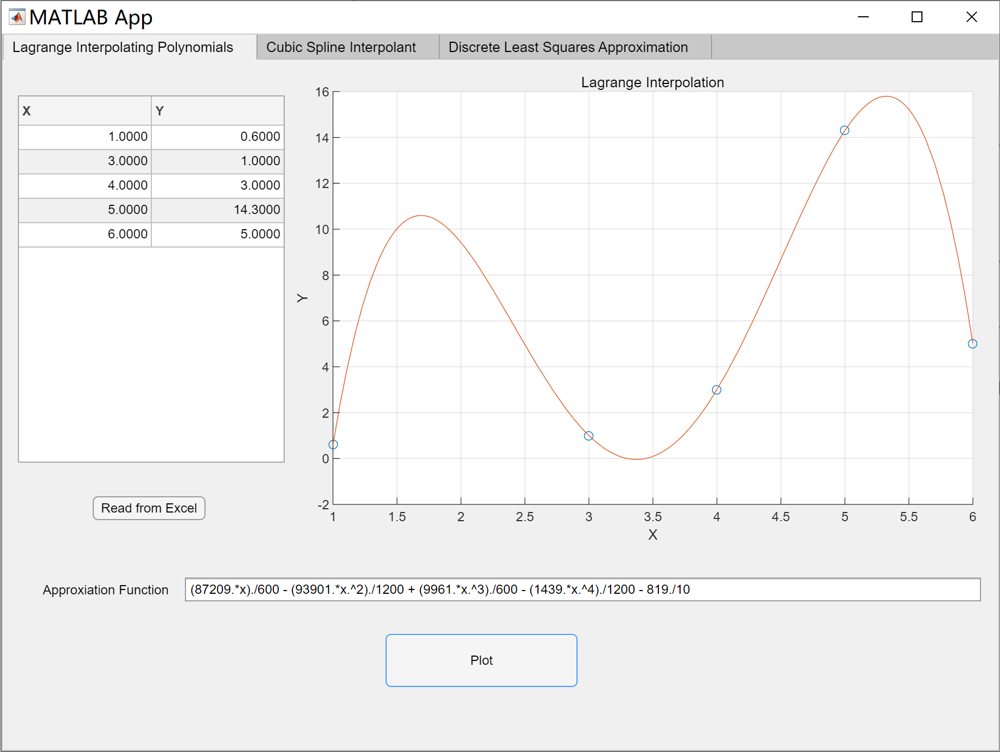 MATLAB App
Lagrange Interpolating Polynomials
Cubic Spline Interpolant
Discrete Least Squares Approximation
X Y
1.0000 0.6000
3.0000 1.0000
4.0000 3.0000
5.0000 14.3000
6.0000 5.0000
Read from Excel
Lagrange Interpolation
16
14
12
10
8
6
4
2
0
-2
Y
1 1.5 2 2.5 3 3.5 4 4.5 5 5.5 6
X
Approxiation Function
(87209.*x)./600 - (93901.*x.^2)./1200 + (9961.*x.^3)./600 - (1439.*x.^4)./1200 - 819./10
Plot